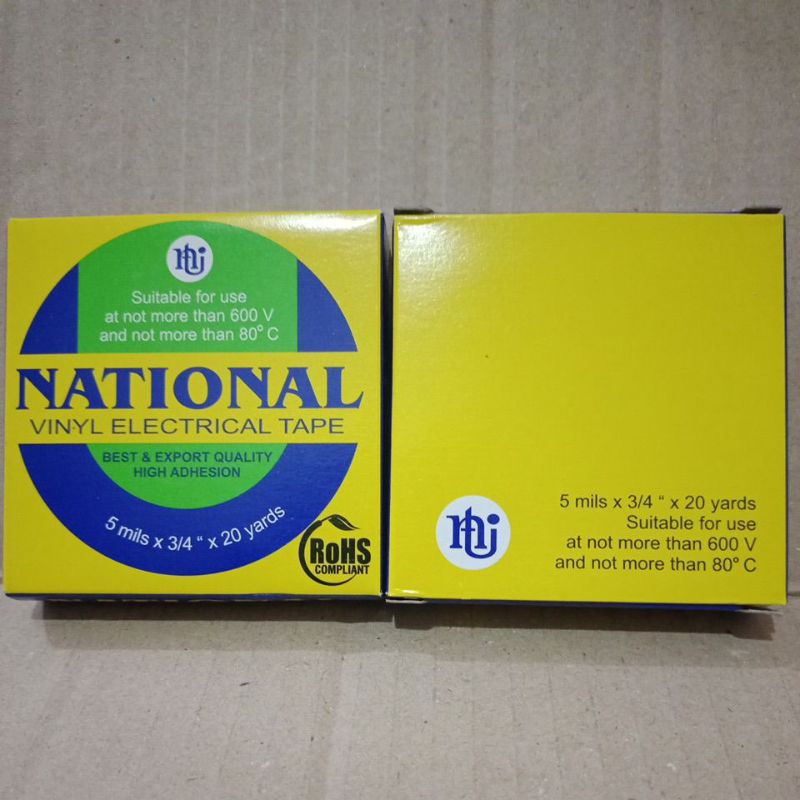 Suitable for use
at not more than 600 V
and not more than 80° C
NATIONAL
VINYL ELECTRICAL TAPE
BEST & EXPORT QUALITY
HIGH ADHESION
5 mils x 3/4 “ x 20 yards
RoHS
COMPLIANT
5 mils x 3/4 “ x 20 yards
Suitable for use
at not more than 600 V
and not more than 80° C